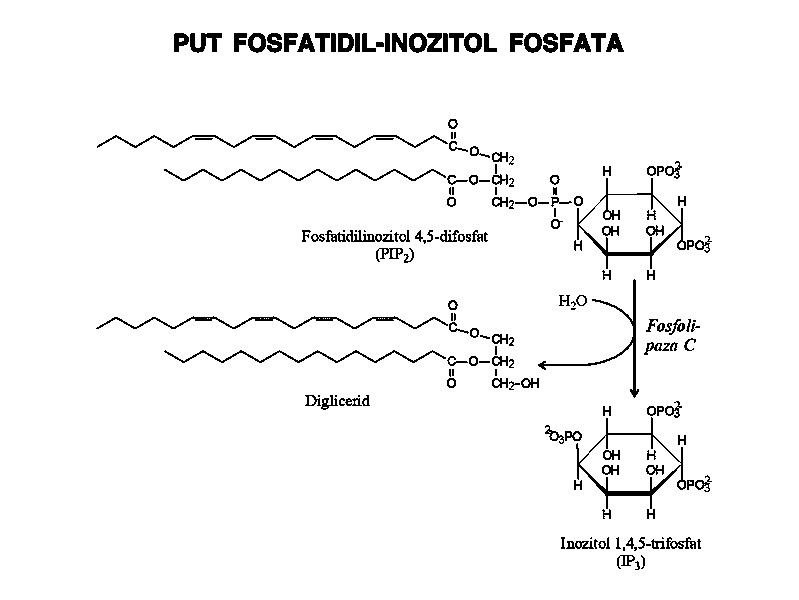 PUT FOSFATIDIL-INOZITOL FOSFATA
O
C
O
CH2
C
O
CH2
O
CH2
O
O
P
O-
O
H
OPO3 2-
H
OH
H
OH
OH
H
OPO3 2-
H
H
Fosfatidilinozitol 4,5-difosfat
(PIP2)
H2O
Fosfoli-
paza C
O
C
O
CH2
C
O
CH2
O
CH2-OH
Diglicerid
H
OPO3 2-
2-O3PO
H
OH
H
OH
OH
H
OPO3 2-
H
H
Inozitol 1,4,5-trifosfat
(IP3)